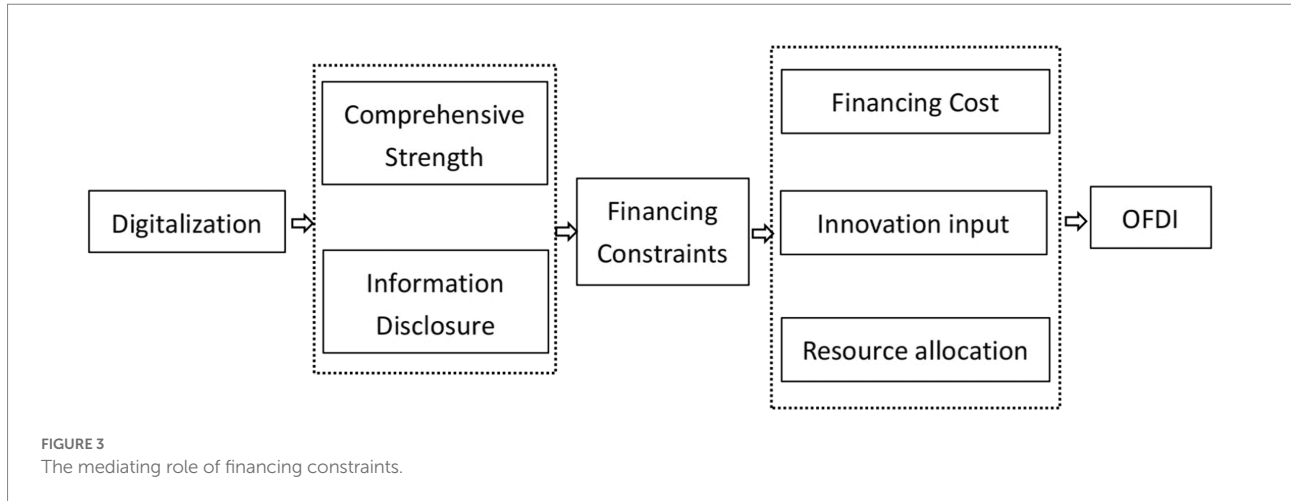 Digitalization
Comprehensive
Strength
Information
Disclosure
Financing
Constraints
Financing Cost
Innovation input
Resource allocation
OFDI
FIGURE 3
The mediating role of financing constraints.